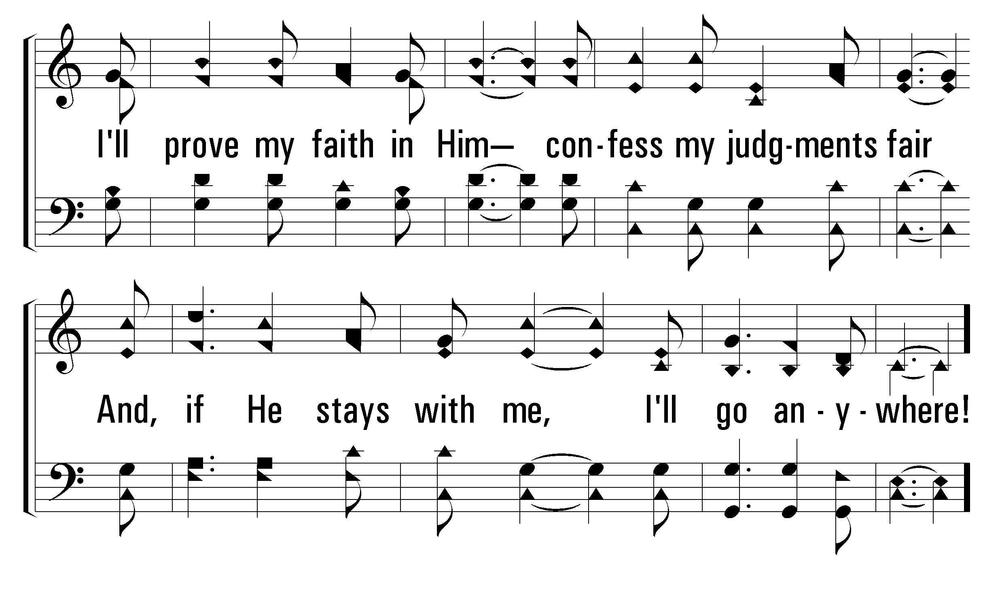 I'll prove my faith in Him— con-fess my judg-ments fair
And, if He stays with me, I'll go an - y - where!